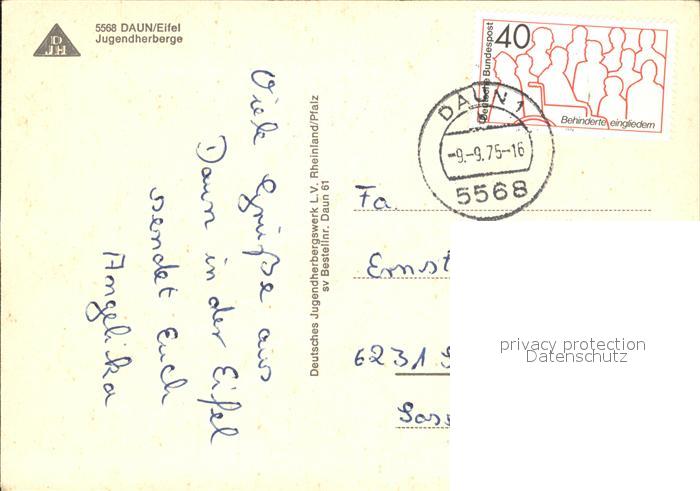 DJH
5568 DAUN/Eifel
Jugendherberge
Viele Grüße aus
Daun in der Eifel
sendet Euch
Angelika
Deutsches Jugendherbergswerk L.V. Rheinland/Pfalz
sv Bestellnr. Daun 61
Deutsche Bundespost
40
Behinderte eingliedern
DAUN 1
-9.-9.75-16
5568
Fa.
Ernst
6231 S
privacy protection
Datenschutz